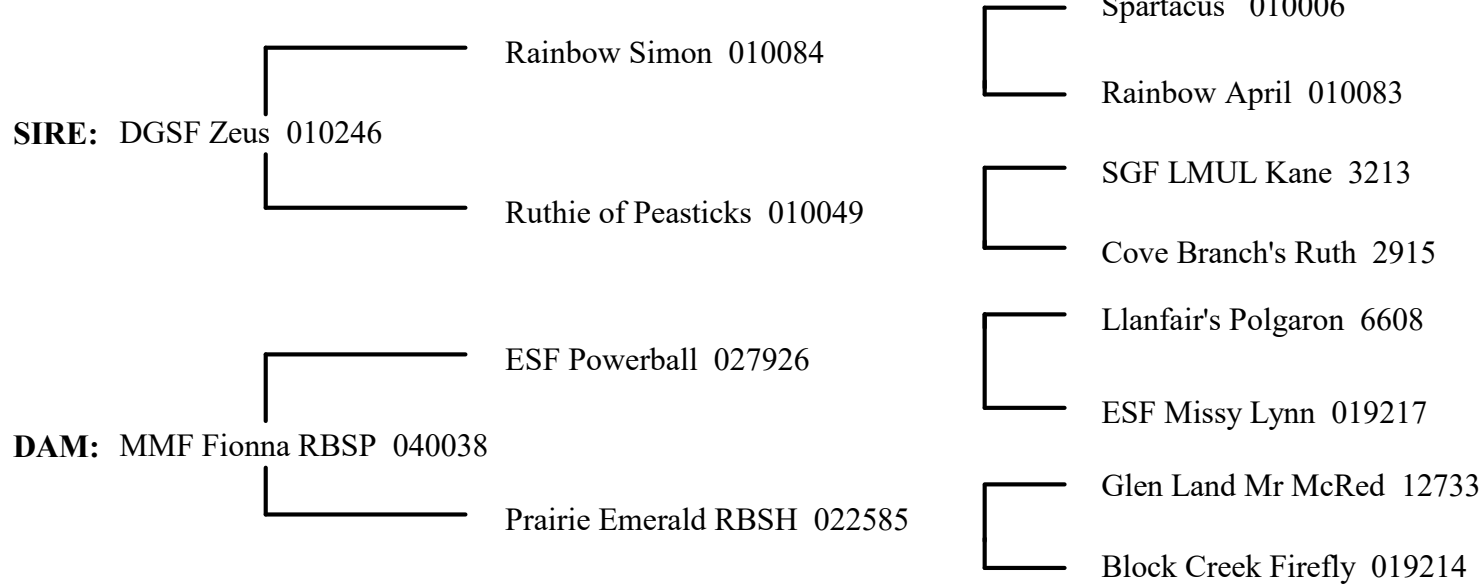 Spartacus 010006
Rainbow Simon 010084
Rainbow April 010083
SIRE: DGSF Zeus 010246
SGF LMUL Kane 3213
Ruthie of Peasticks 010049
Cove Branch's Ruth 2915
Llanfair's Polgaron 6608
ESF Powerball 027926
ESF Missy Lynn 019217
DAM: MMF Fionna RBSP 040038
Glen Land Mr McRed 12733
Prairie Emerald RBSH 022585
Block Creek Firefly 019214